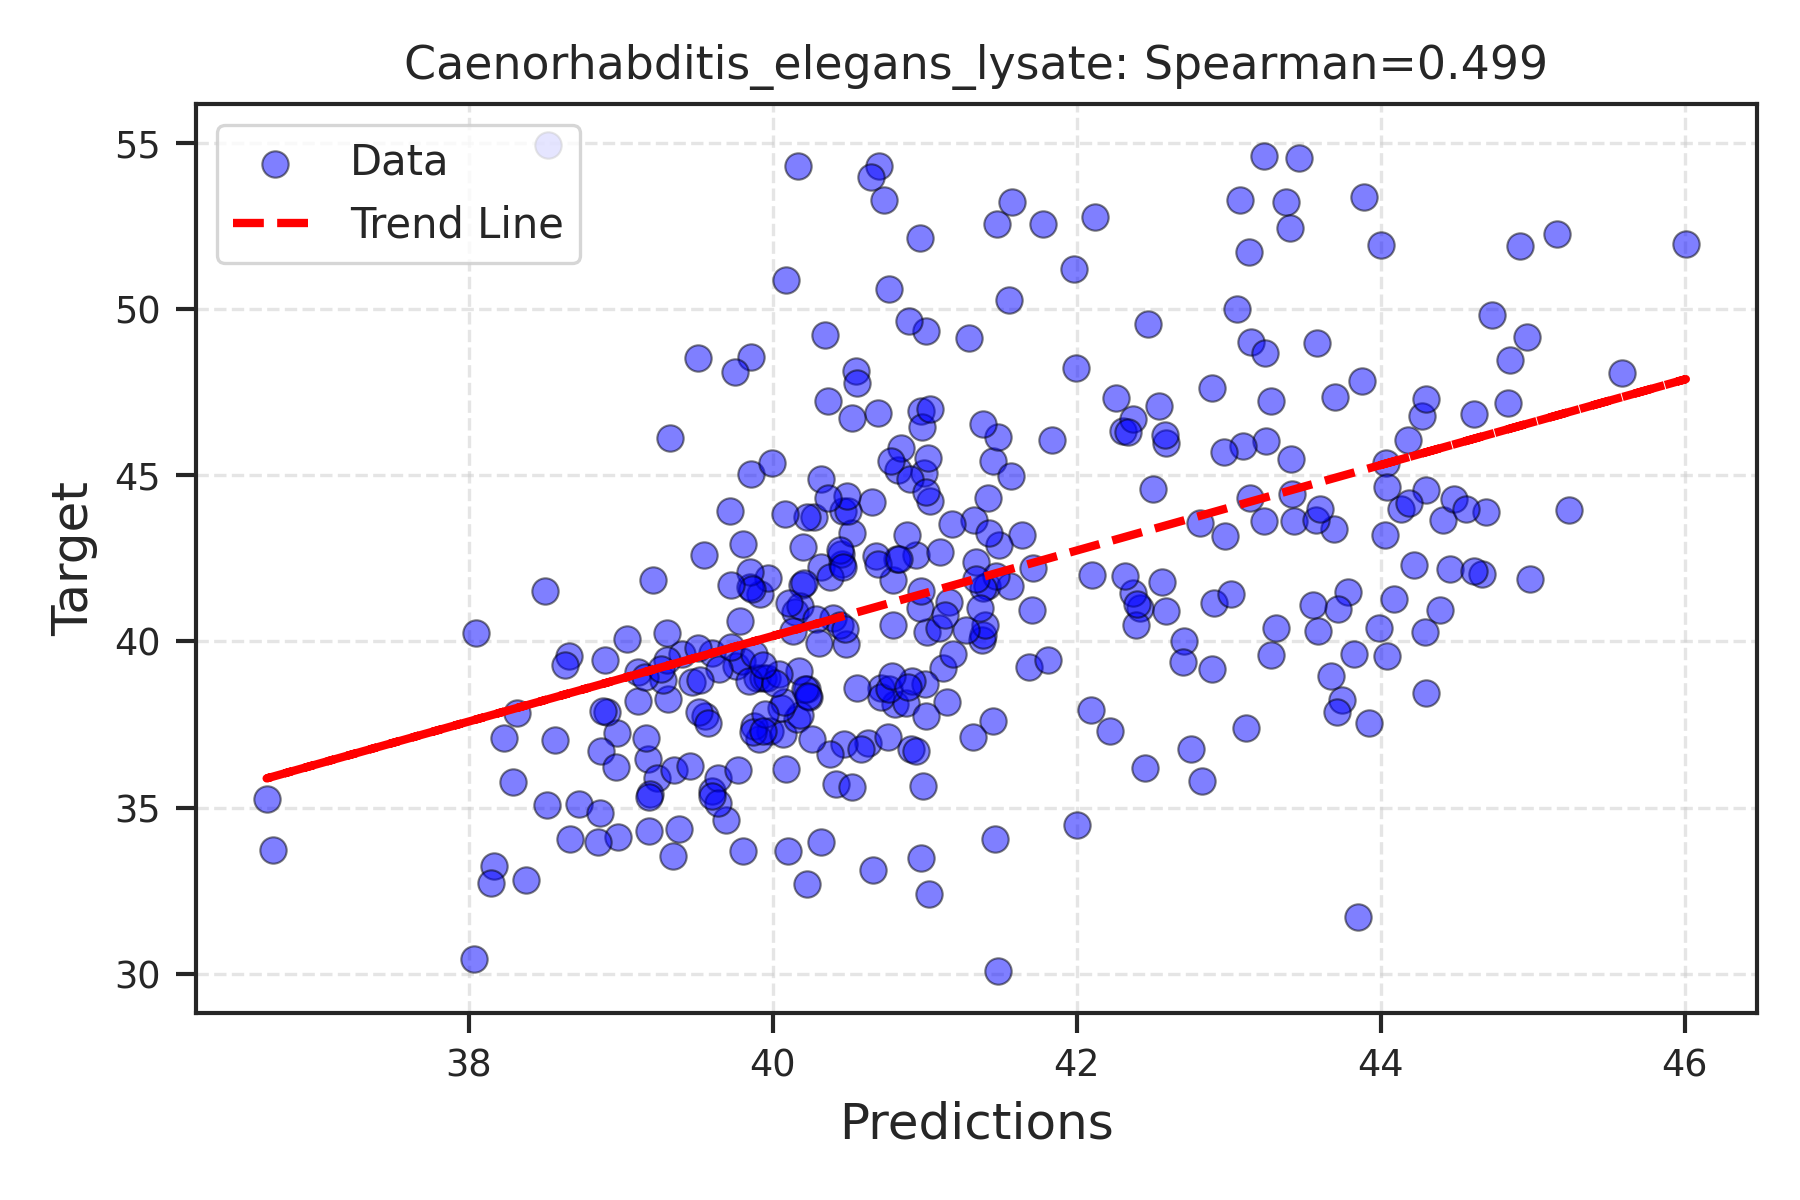 Caenorhabditis_elegans_lysate: Spearman=0.499
Data
Trend Line
55
50
45
40
35
30
Target
38
40
42
44
46
Predictions